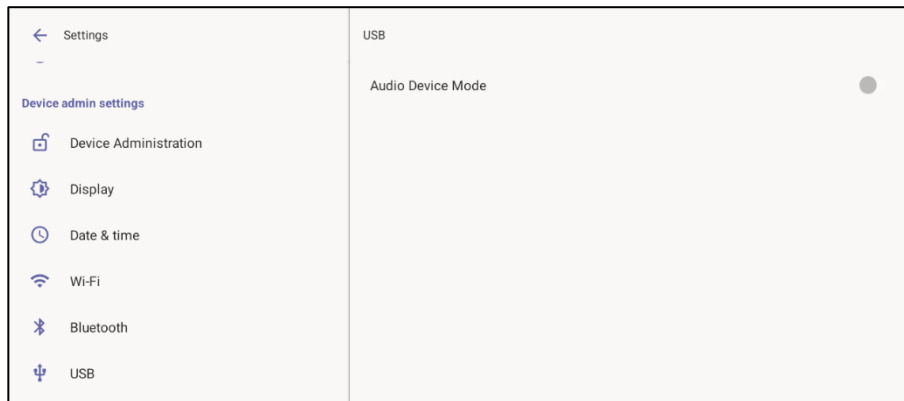 Settings
Device admin settings
Device Administration
Display
Date & time
Wi-Fi
Bluetooth
USB
USB
Audio Device Mode